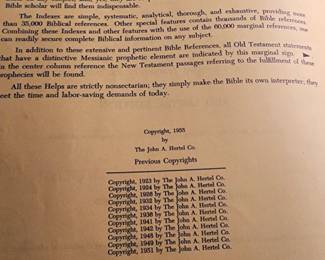 Bible scholar will find them indispensable.
The Indexes are simple, systematic, analytical, thorough, and exhaustive, providing more
than 35,000 Biblical references. Other special features contain thousands of Bible references.
Combining these Indexes and other features with the use of the 60,000 marginal references, one
can readily secure complete Biblical information on any subject.
In addition to these extensive and pertinent Bible References, all Old Testament statements
that have a distinctive Messianic prophetic element are indicated by this marginal sign
in the center column reference the New Testament passages referring to the fulfillment of these
prophecies will be found.
All these Helps are strictly nonsectarian; they simply make the Bible its own interpreter; they
meet the time and labor-saving demands of today.
Copyright, 1955
by
The John A. Hertel Co.
Previous Copyrights
Copyright, 1923 by The John A. Hertel Co.
Copyright, 1924 by The John A. Hertel Co.
Copyright, 1928 by The John A. Hertel Co.
Copyright, 1932 by The John A. Hertel Co.
Copyright, 1934 by The John A. Hertel Co.
Copyright, 1938 by The John A. Hertel Co.
Copyright, 1941 by The John A. Hertel Co.
Copyright, 1942 by The John A. Hertel Co.
Copyright, 1948 by The John A. Hertel Co.
Copyright, 1949 by The John A. Hertel Co.
Copyright, 1951 by The John A. Hertel Co.